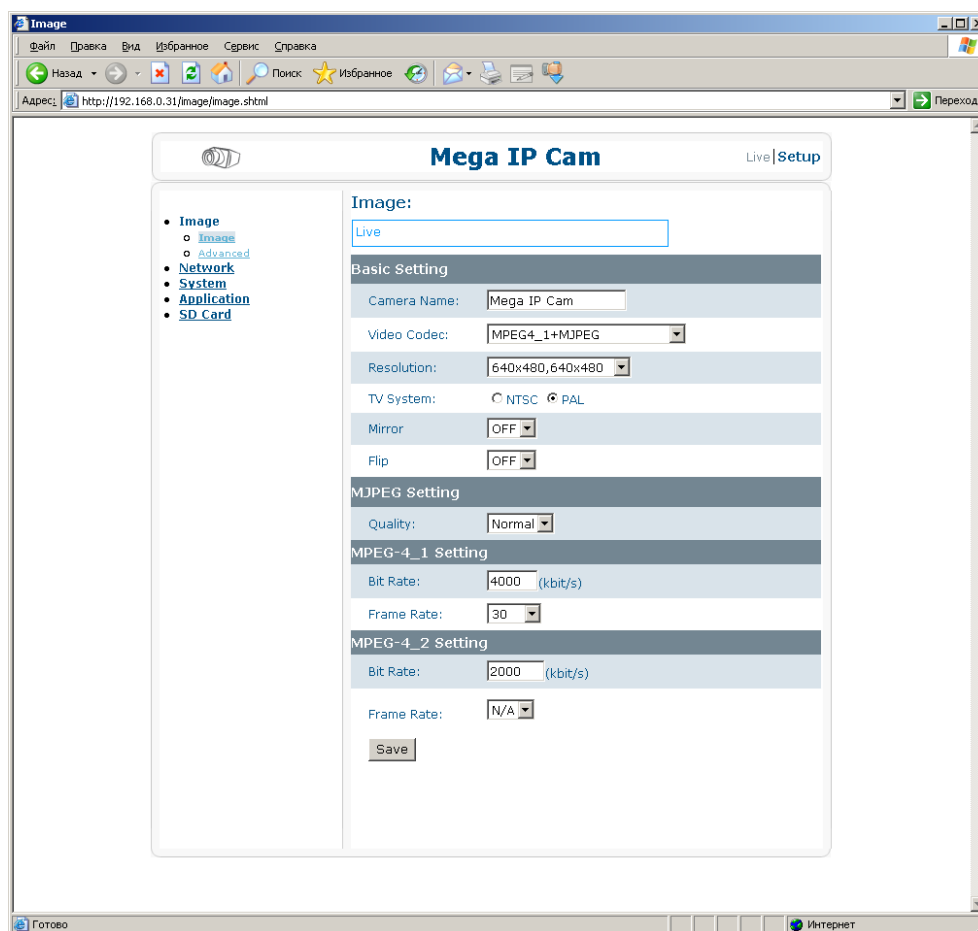 Image
Файл Правка Вид Избранное Сервис Справка
Назад Поиск Избранное
Адрес: http://192.168.0.31/image/image.shtml Переход
Mega IP Cam Live|Setup
Image
Image
Advanced
Network
System
Application
SD Card
Image:
Live
Basic Setting
Camera Name: Mega IP Cam
Video Codec: MPEG4_1+MJPEG
Resolution: 640x480,640x480
TV System: NTSC PAL
Mirror OFF
Flip OFF
MJPEG Setting
Quality: Normal
MPEG-4_1 Setting
Bit Rate: 4000 (kbit/s)
Frame Rate: 30
MPEG-4_2 Setting
Bit Rate: 2000 (kbit/s)
Frame Rate: N/A
Save
Готово Интернет